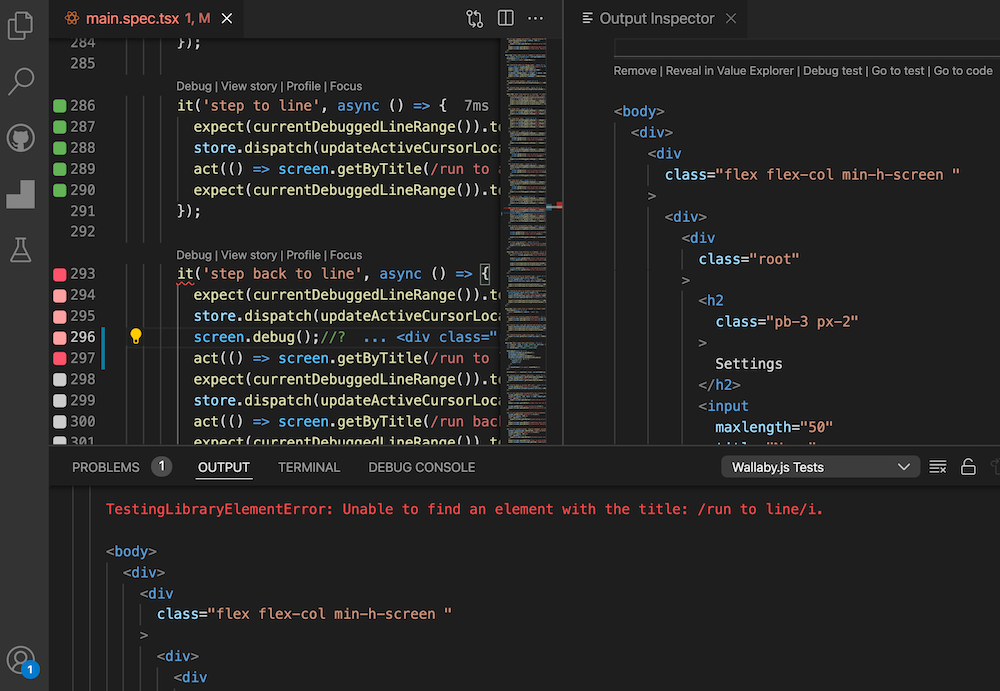 main.spec.tsx 1, M
284 });
285
Debug | View story | Profile | Focus
286 it('step to line', async () => { 7ms
287 expect(currentDebuggedLineRange()).to
288 store.dispatch(updateActiveCursorLoca
289 act(() => screen.getByTitle(/run to
290 expect(currentDebuggedLineRange()).to
291 });
292
Debug | View story | Profile | Focus
293 it('step back to line', async () => {
294 expect(currentDebuggedLineRange()).to
295 store.dispatch(updateActiveCursorLoca
296 screen.debug();//? ... <div class="
297 act(() => screen.getByTitle(/run to
298 expect(currentDebuggedLineRange()).to
299 store.dispatch(updateActiveCursorLoca
300 act(() => screen.getByTitle(/run bac
301 expect(currentDebuggedLineRange()).to
Output Inspector
Remove | Reveal in Value Explorer | Debug test | Go to test | Go to code
<body>
<div>
<div
class="flex flex-col min-h-screen "
>
<div>
<div
class="root"
>
<h2
class="pb-3 px-2"
>
Settings
</h2>
<input
maxlength="50"
PROBLEMS 1 OUTPUT TERMINAL DEBUG CONSOLE Wallaby.js Tests
TestingLibraryElementError: Unable to find an element with the title: /run to line/i.
<body>
<div>
<div
class="flex flex-col min-h-screen "
>
<div>
<div
1